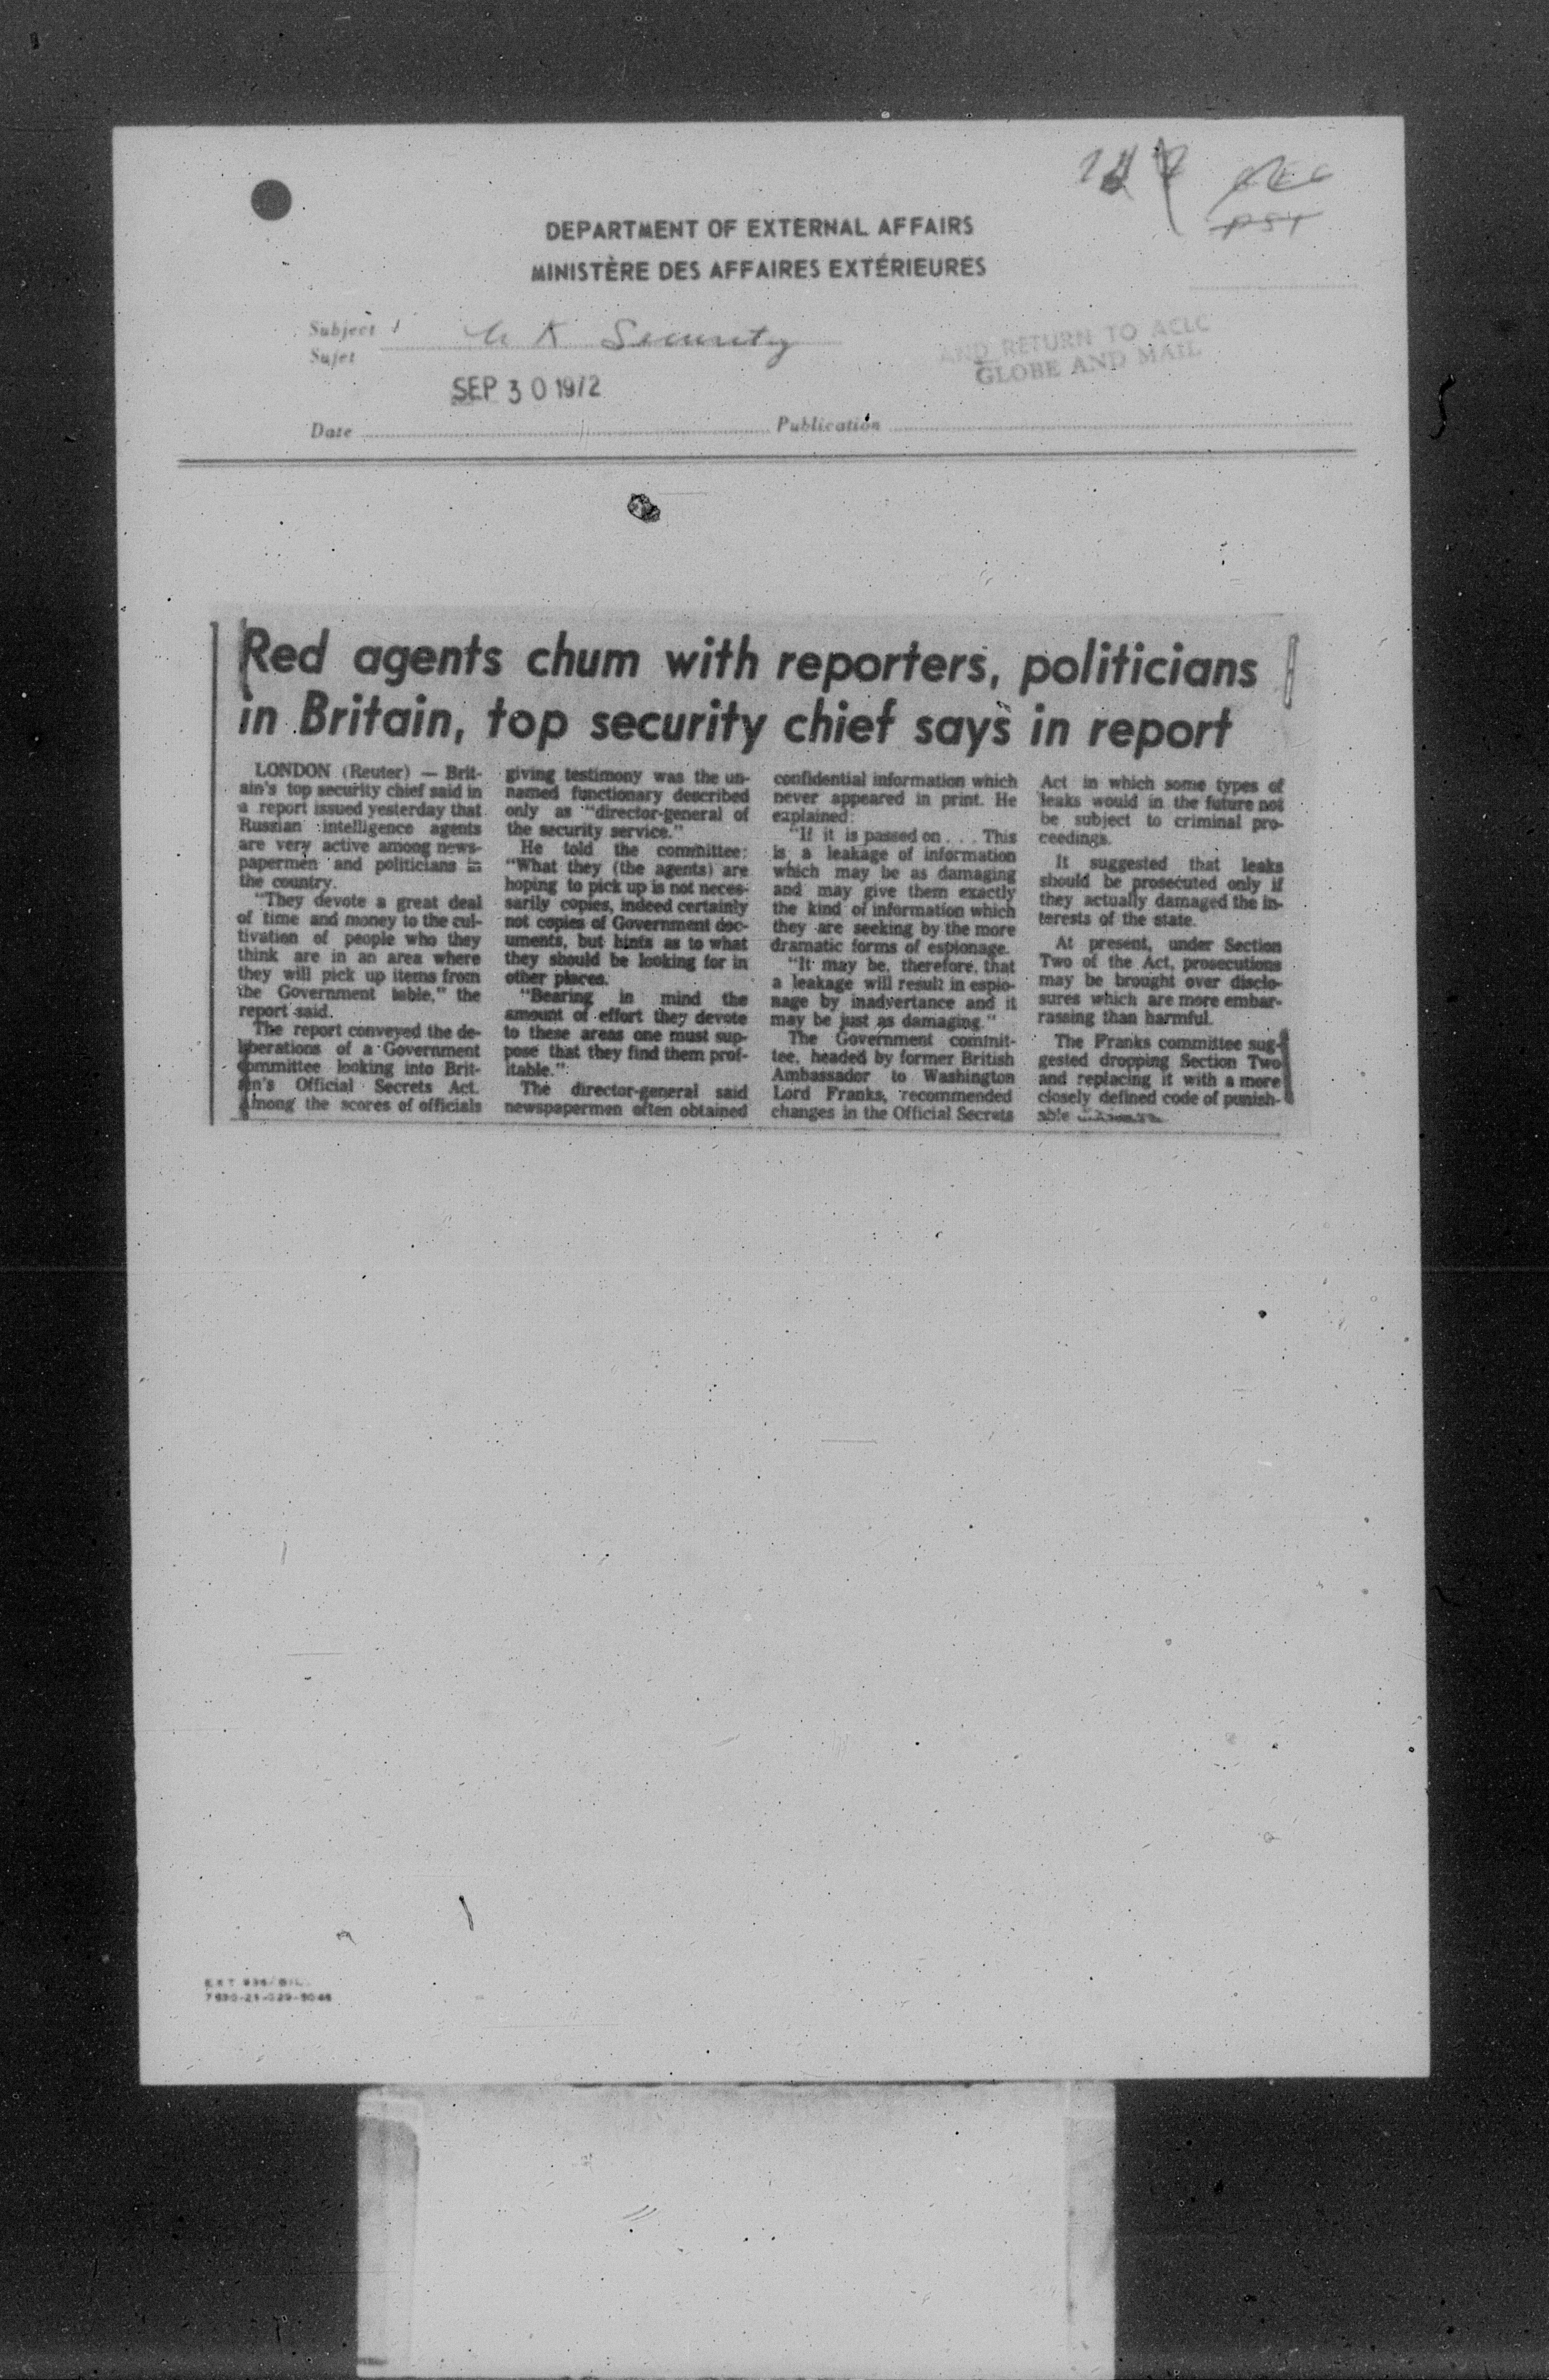 DEPARTMENT OF EXTERNAL AFFAIRS
MINISTÈRE DES AFFAIRES EXTÉRIEURES
Subject
Sujet
U K Security
AND RETURN TO ACLC
GLOBE AND MAIL
SEP 30 1972
Date
Publication
Red agents chum with reporters, politicians
in Britain, top security chief says in report
LONDON (Reuter) — Brit-
ain's top security chief said in
a report issued yesterday that
Russian intelligence agents
are very active among news-
papermen and politicians in
the country.
"They devote a great deal
of time and money to the cul-
tivation of people who they
think are in an area where
they will pick up items from
the Government table," the
report said.
The report conveyed the de-
liberations of a Government
committee looking into Brit-
ain's Official Secrets Act.
Among the scores of officials
giving testimony was the un-
named functionary described
only as "director-general of
the security service."
He told the committee:
"What they (the agents) are
hoping to pick up is not neces-
sarily copies, indeed certainly
not copies of Government doc-
uments, but hints as to what
they should be looking for in
other places.
"Bearing in mind the
amount of effort they devote
to these areas one must sup-
pose that they find them prof-
itable."
The director-general said
newspapermen often obtained
confidential information which
never appeared in print. He
explained:
"If it is passed on . . . This
is a leakage of information
which may be as damaging
and may give them exactly
the kind of information which
they are seeking by the more
dramatic forms of espionage.
"It may be, therefore, that
a leakage will result in espio-
nage by inadvertance and it
may be just as damaging."
The Government commit-
tee, headed by former British
Ambassador to Washington
Lord Franks, recommended
changes in the Official Secrets
Act in which some types of
leaks would in the future not
be subject to criminal pro-
ceedings.
It suggested that leaks
should be prosecuted only if
they actually damaged the in-
terests of the state.
At present, under Section
Two of the Act, prosecutions
may be brought over disclo-
sures which are more embar-
rassing than harmful.
The Franks committee sug-
gested dropping Section Two
and replacing it with a more
closely defined code of punish-
able